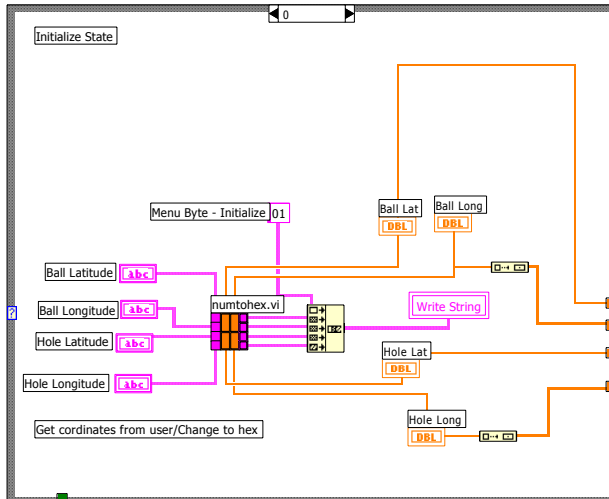 0
Initialize State
Ball Lat
Ball Long
DBL
DBL
Menu Byte - Initialize
01
Ball Latitude
abc
numtohex.vi
Write String
Ball Longitude
abc
?
Hole Latitude
abc
Hole Lat
DBL
Hole Longitude
abc
Hole Long
DBL
Get cordinates from user/Change to hex